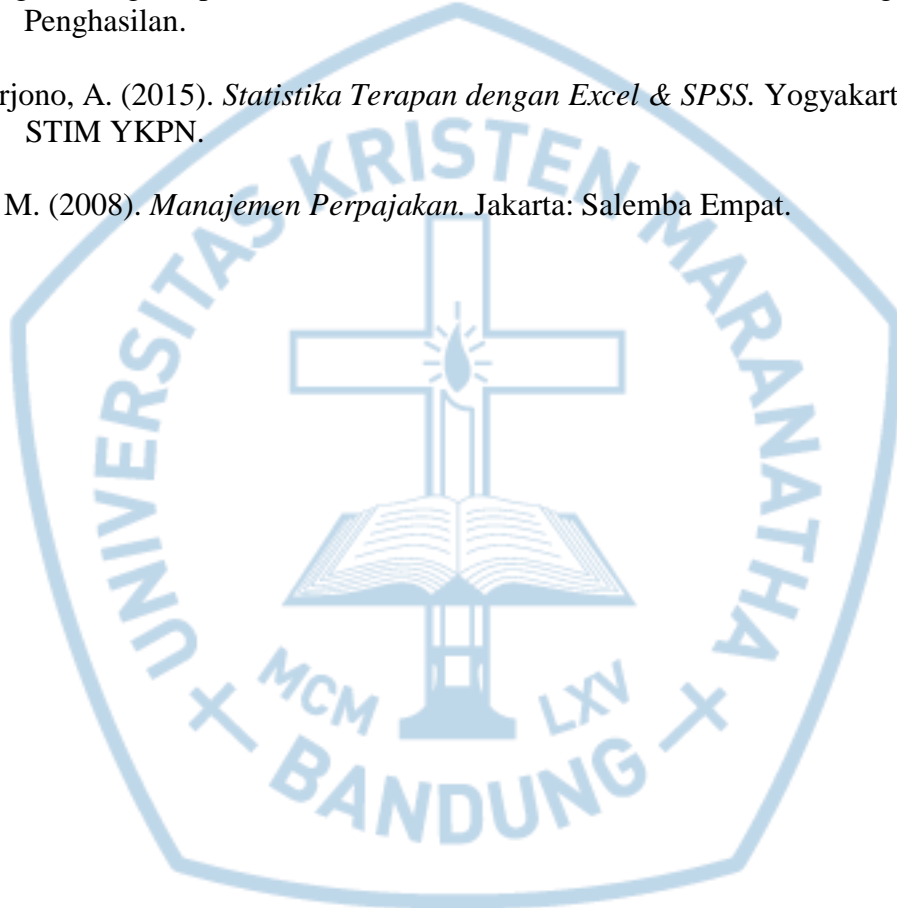 Penghasilan.
rjono, A. (2015). Statistika Terapan dengan Excel & SPSS. Yogyakart
STIM YKPN.
M. (2008). Manajemen Perpajakan. Jakarta: Salemba Empat.
UNIVERSITAS KRISTEN MARANATHA
MCM LXV
BANDUNG